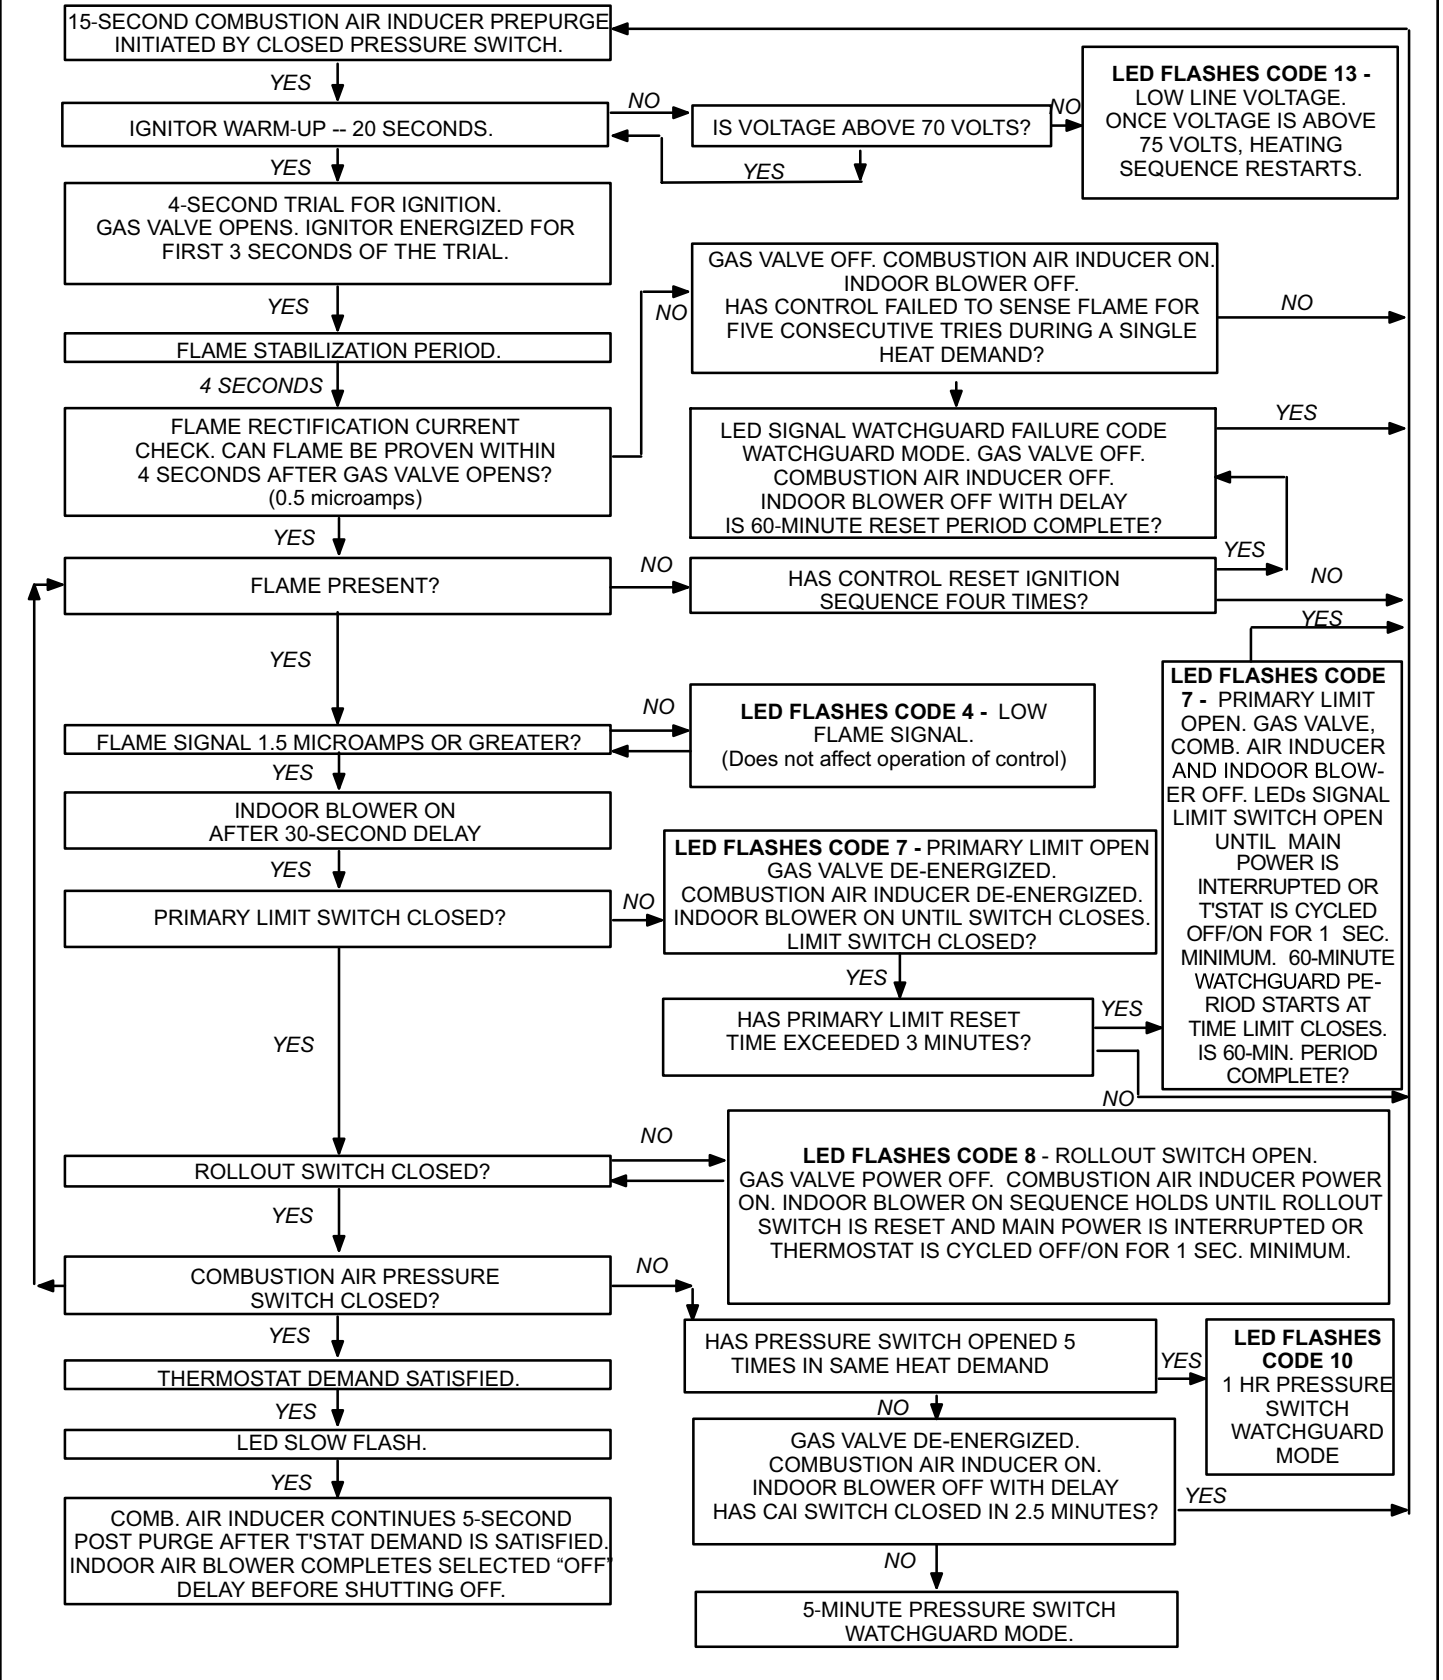 15-SECOND COMBUSTION AIR INDUCER PREPURGE
INITIATED BY CLOSED PRESSURE SWITCH.
YES
IGNITOR WARM-UP -- 20 SECONDS.
NO
IS VOLTAGE ABOVE 70 VOLTS?
YES
NO
LED FLASHES CODE 13 -
LOW LINE VOLTAGE.
ONCE VOLTAGE IS ABOVE
75 VOLTS, HEATING
SEQUENCE RESTARTS.
YES
4-SECOND TRIAL FOR IGNITION.
GAS VALVE OPENS. IGNITOR ENERGIZED FOR
FIRST 3 SECONDS OF THE TRIAL.
YES
FLAME STABILIZATION PERIOD.
4 SECONDS
FLAME RECTIFICATION CURRENT
CHECK. CAN FLAME BE PROVEN WITHIN
4 SECONDS AFTER GAS VALVE OPENS?
(0.5 microamps)
NO
GAS VALVE OFF. COMBUSTION AIR INDUCER ON.
INDOOR BLOWER OFF.
HAS CONTROL FAILED TO SENSE FLAME FOR
FIVE CONSECUTIVE TRIES DURING A SINGLE
HEAT DEMAND?
NO
LED SIGNAL WATCHGUARD FAILURE CODE
WATCHGUARD MODE. GAS VALVE OFF.
COMBUSTION AIR INDUCER OFF.
INDOOR BLOWER OFF WITH DELAY
IS 60-MINUTE RESET PERIOD COMPLETE?
YES
YES
FLAME PRESENT?
NO
HAS CONTROL RESET IGNITION
SEQUENCE FOUR TIMES?
YES
NO
YES
FLAME SIGNAL 1.5 MICROAMPS OR GREATER?
NO
LED FLASHES CODE 4 - LOW
FLAME SIGNAL.
(Does not affect operation of control)
YES
INDOOR BLOWER ON
AFTER 30-SECOND DELAY
YES
PRIMARY LIMIT SWITCH CLOSED?
NO
LED FLASHES CODE 7 - PRIMARY LIMIT OPEN
GAS VALVE DE-ENERGIZED.
COMBUSTION AIR INDUCER DE-ENERGIZED.
INDOOR BLOWER ON UNTIL SWITCH CLOSES.
LIMIT SWITCH CLOSED?
YES
HAS PRIMARY LIMIT RESET
TIME EXCEEDED 3 MINUTES?
YES
NO
YES
LED FLASHES CODE
7 - PRIMARY LIMIT
OPEN. GAS VALVE,
COMB. AIR INDUCER
AND INDOOR BLOW-
ER OFF. LEDs SIGNAL
LIMIT SWITCH OPEN
UNTIL MAIN
POWER IS
INTERRUPTED OR
T'STAT IS CYCLED
OFF/ON FOR 1 SEC.
MINIMUM. 60-MINUTE
WATCHGUARD PE-
RIOD STARTS AT
TIME LIMIT CLOSES.
IS 60-MIN. PERIOD
COMPLETE?
YES
ROLLOUT SWITCH CLOSED?
NO
LED FLASHES CODE 8 - ROLLOUT SWITCH OPEN.
GAS VALVE POWER OFF. COMBUSTION AIR INDUCER POWER
ON. INDOOR BLOWER ON SEQUENCE HOLDS UNTIL ROLLOUT
SWITCH IS RESET AND MAIN POWER IS INTERRUPTED OR
THERMOSTAT IS CYCLED OFF/ON FOR 1 SEC. MINIMUM.
YES
COMBUSTION AIR PRESSURE
SWITCH CLOSED?
NO
HAS PRESSURE SWITCH OPENED 5
TIMES IN SAME HEAT DEMAND
YES
LED FLASHES
CODE 10
1 HR PRESSURE
SWITCH
WATCHGUARD
MODE
NO
GAS VALVE DE-ENERGIZED.
COMBUSTION AIR INDUCER ON.
INDOOR BLOWER OFF WITH DELAY
HAS CAI SWITCH CLOSED IN 2.5 MINUTES?
YES
NO
5-MINUTE PRESSURE SWITCH
WATCHGUARD MODE.
YES
THERMOSTAT DEMAND SATISFIED.
YES
LED SLOW FLASH.
YES
COMB. AIR INDUCER CONTINUES 5-SECOND
POST PURGE AFTER T'STAT DEMAND IS SATISFIED.
INDOOR AIR BLOWER COMPLETES SELECTED “OFF”
DELAY BEFORE SHUTTING OFF.